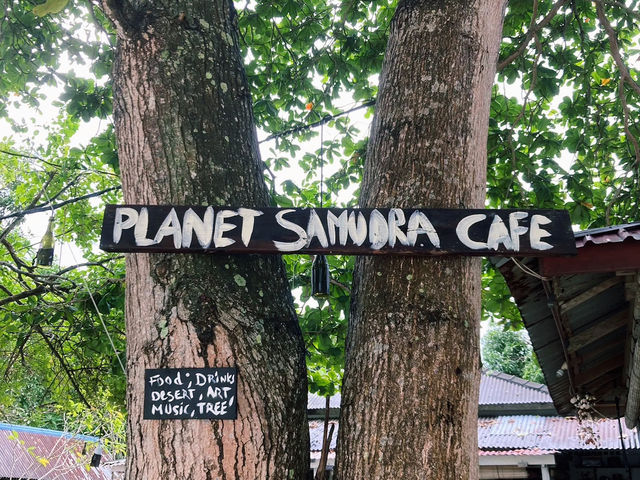 PLANET SAMUDRA CAFE
FOOD; DRINKS
DESERT, ART
MUSIC, TREE!